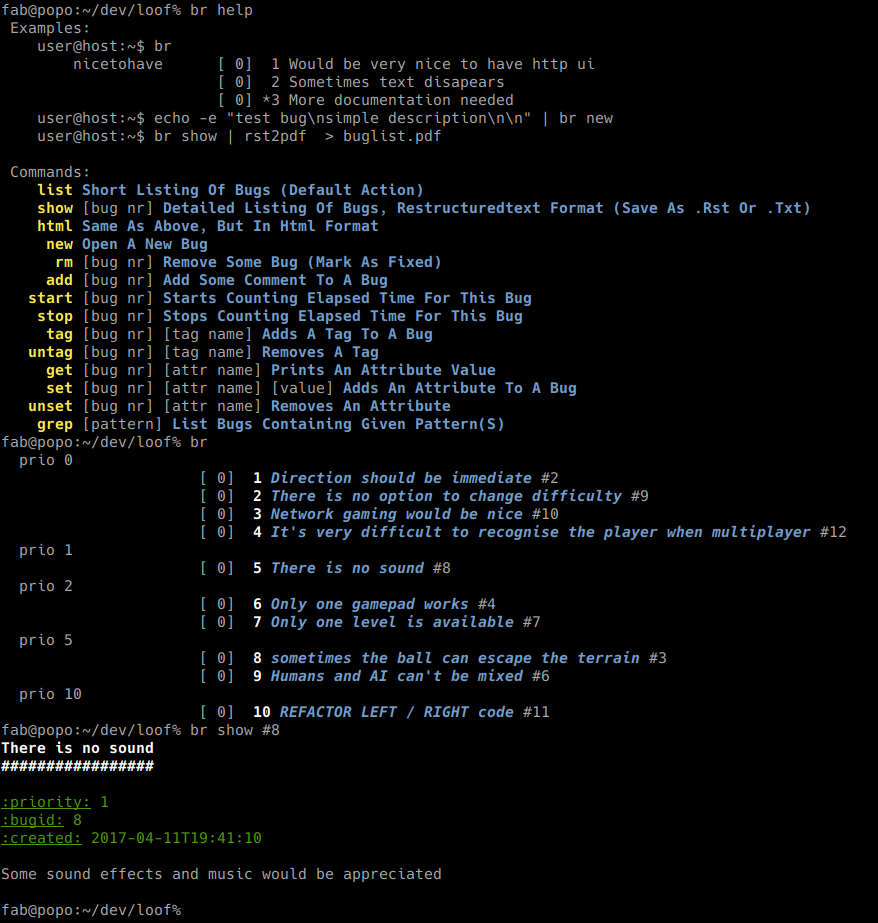 fab@popo:~/dev/loof% br help
 Examples:
    user@host:~$ br
        nicetohave      [ 0]  1 Would be very nice to have http ui
                        [ 0]  2 Sometimes text disapears
                        [ 0] *3 More documentation needed
    user@host:~$ echo -e "test bug\nsimple description\n\n" | br new
    user@host:~$ br show | rst2pdf  > buglist.pdf

 Commands:
    list Short Listing Of Bugs (Default Action)
    show [bug nr] Detailed Listing Of Bugs, Restructuredtext Format (Save As .Rst Or .Txt)
    html Same As Above, But In Html Format
     new Open A New Bug
      rm [bug nr] Remove Some Bug (Mark As Fixed)
     add [bug nr] Add Some Comment To A Bug
   start [bug nr] Starts Counting Elapsed Time For This Bug
    stop [bug nr] Stops Counting Elapsed Time For This Bug
     tag [bug nr] [tag name] Adds A Tag To A Bug
   untag [bug nr] [tag name] Removes A Tag
     get [bug nr] [attr name] Prints An Attribute Value
     set [bug nr] [attr name] [value] Adds An Attribute To A Bug
   unset [bug nr] [attr name] Removes An Attribute
    grep [pattern] List Bugs Containing Given Pattern(S)
fab@popo:~/dev/loof% br
  prio 0
                      [ 0]  1 Direction should be immediate #2
                      [ 0]  2 There is no option to change difficulty #9
                      [ 0]  3 Network gaming would be nice #10
                      [ 0]  4 It's very difficult to recognise the player when multiplayer #12
  prio 1
                      [ 0]  5 There is no sound #8
  prio 2
                      [ 0]  6 Only one gamepad works #4
                      [ 0]  7 Only one level is available #7
  prio 5
                      [ 0]  8 sometimes the ball can escape the terrain #3
                      [ 0]  9 Humans and AI can't be mixed #6
  prio 10
                      [ 0]  10 REFACTOR LEFT / RIGHT code #11
fab@popo:~/dev/loof% br show #8
There is no sound
#################

:priority: 1
:bugid: 8
:created: 2017-04-11T19:41:10

Some sound effects and music would be appreciated

fab@popo:~/dev/loof%